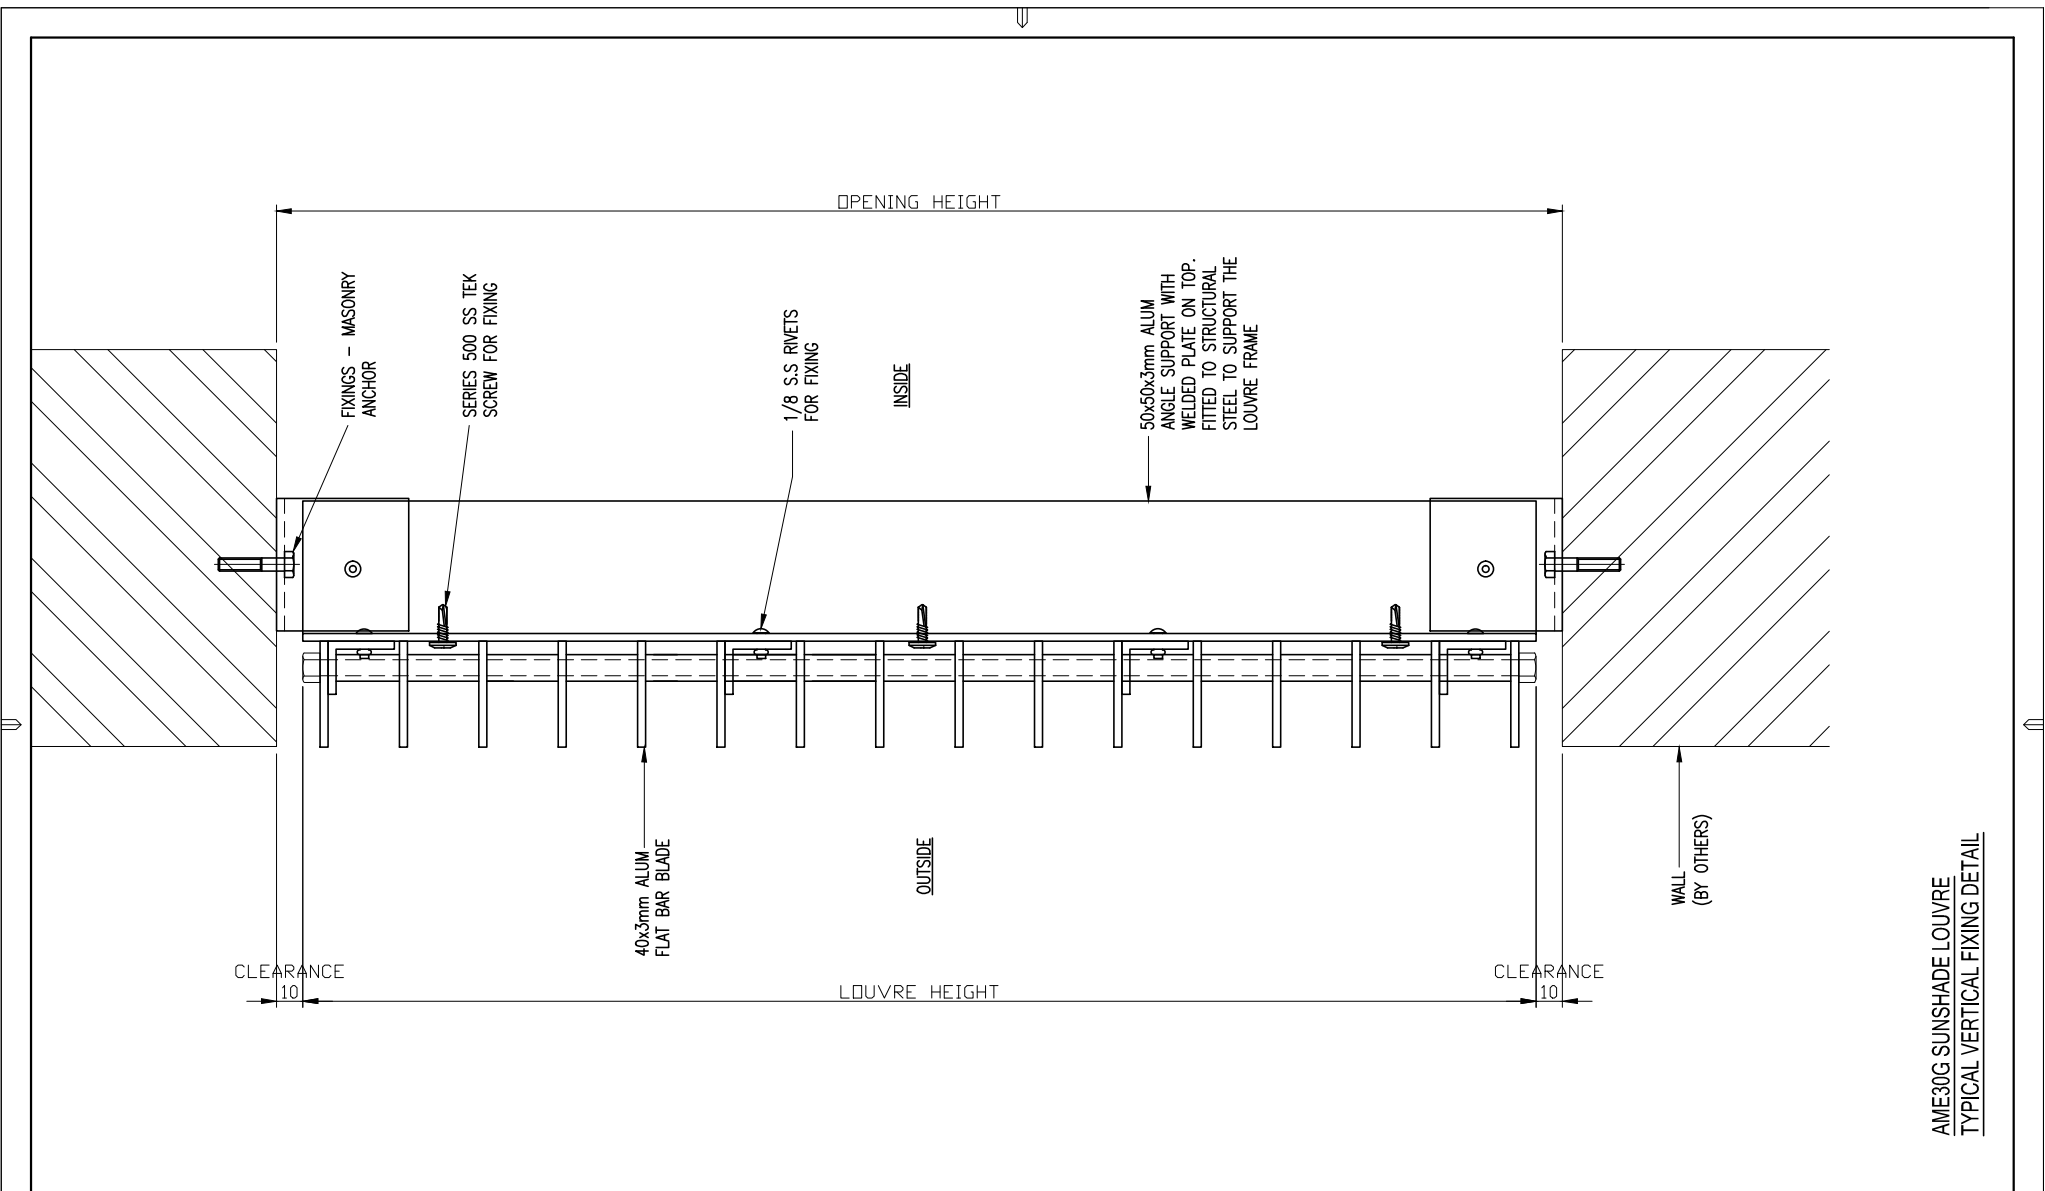 OPENING HEIGHT
FIXINGS - MASONRY
ANCHOR
SERIES 500 SS TEK
SCREW FOR FIXING
1/8 S.S RIVETS
FOR FIXING
INSIDE
50x50x3mm ALUM
ANGLE SUPPORT WITH
WELDED PLATE ON TOP.
FITTED TO STRUCTURAL
STEEL TO SUPPORT THE
LOUVRE FRAME
40x3mm ALUM
FLAT BAR BLADE
OUTSIDE
WALL
(BY OTHERS)
CLEARANCE
10
LOUVRE HEIGHT
CLEARANCE
10
AME30G SUNSHADE LOUVRE
TYPICAL VERTICAL FIXING DETAIL